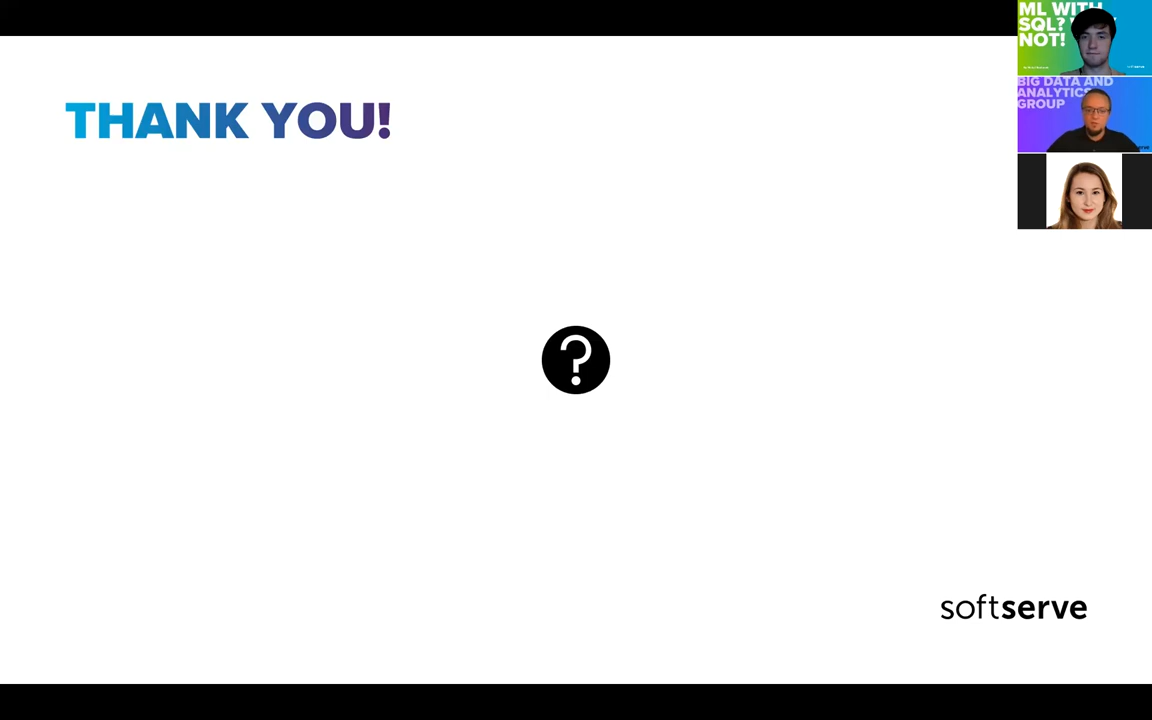 THANK YOU!
?
softserve
ML WITH
SQL?
NOT!
BIG DATA AND
ANALYTICS
GROUP